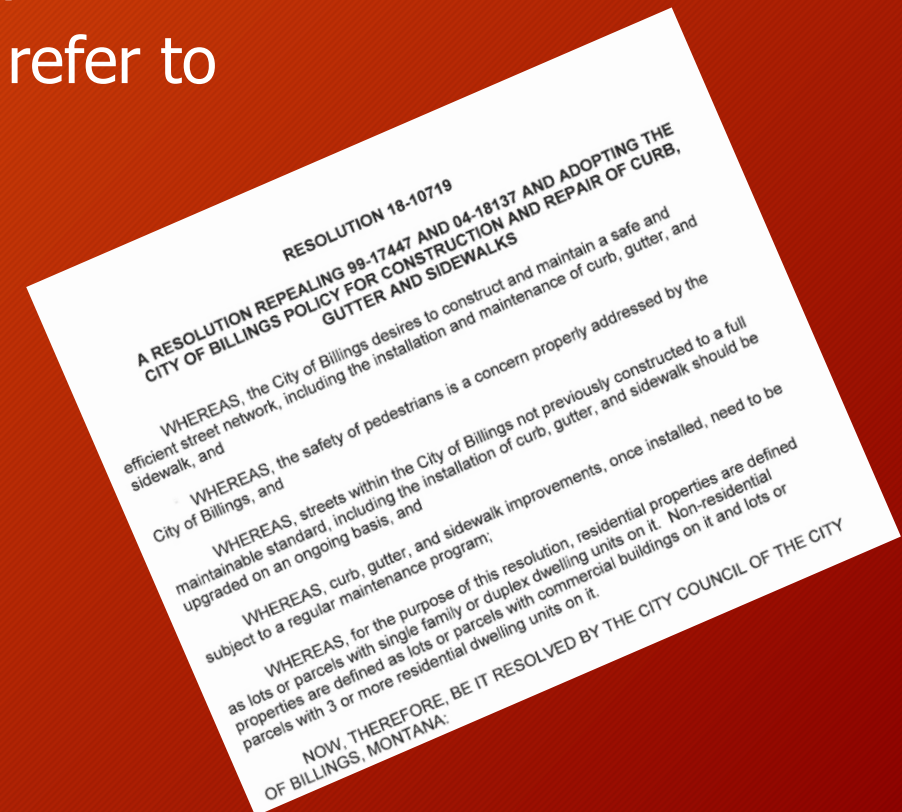 refer to
RESOLUTION 18-10719
A RESOLUTION REPEALING 99-17447 AND 04-18137 AND ADOPTING THE
CITY OF BILLINGS POLICY FOR CONSTRUCTION AND REPAIR OF CURB,
GUTTER AND SIDEWALKS
WHEREAS, the City of Billings desires to construct and maintain a safe and
efficient street network, including the installation and maintenance of curb, gutter, and
sidewalk, and
WHEREAS, the safety of pedestrians is a concern properly addressed by the
City of Billings, and
WHEREAS, streets within the City of Billings not previously constructed to a full
maintainable standard, including the installation of curb, gutter, and sidewalk should be
upgraded on an ongoing basis, and
WHEREAS, curb, gutter, and sidewalk improvements, once installed, need to be
subject to a regular maintenance program;
WHEREAS, for the purpose of this resolution, residential properties are defined
as lots or parcels with single family or duplex dwelling units on it. Non-residential
properties are defined as lots or parcels with commercial buildings on it and lots or
parcels with 3 or more residential dwelling units on it.
NOW, THEREFORE, BE IT RESOLVED BY THE CITY COUNCIL OF THE CITY
OF BILLINGS, MONTANA: